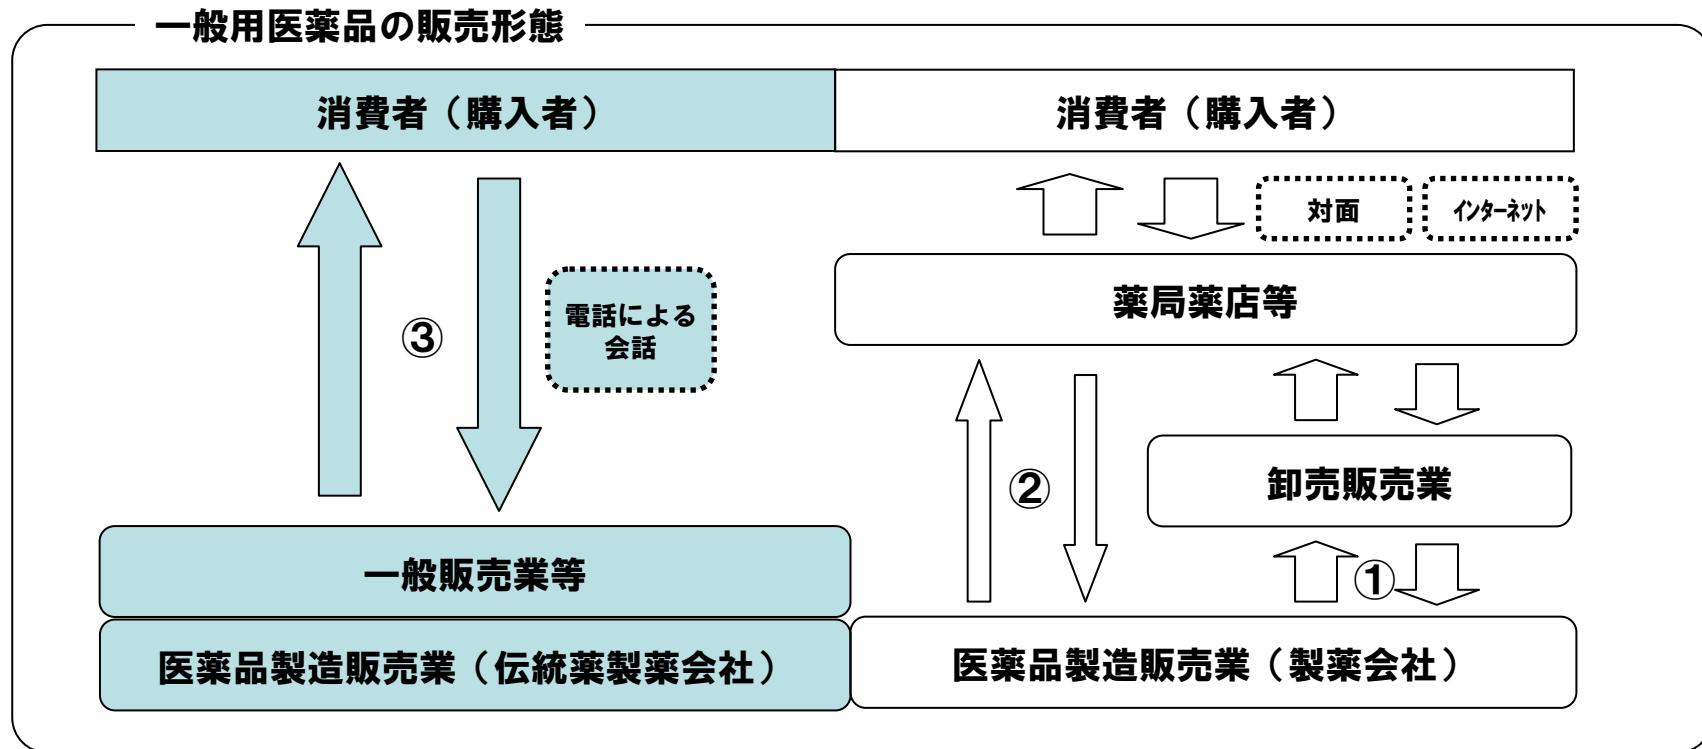 一般用医薬品の販売形態
消費者（購入者）
消費者（購入者）
対面
インターネット
薬局薬店等
③
電話による
会話
②
卸売販売業
①
一般販売業等
医薬品製造販売業（伝統薬製薬会社）
医薬品製造販売業（製薬会社）